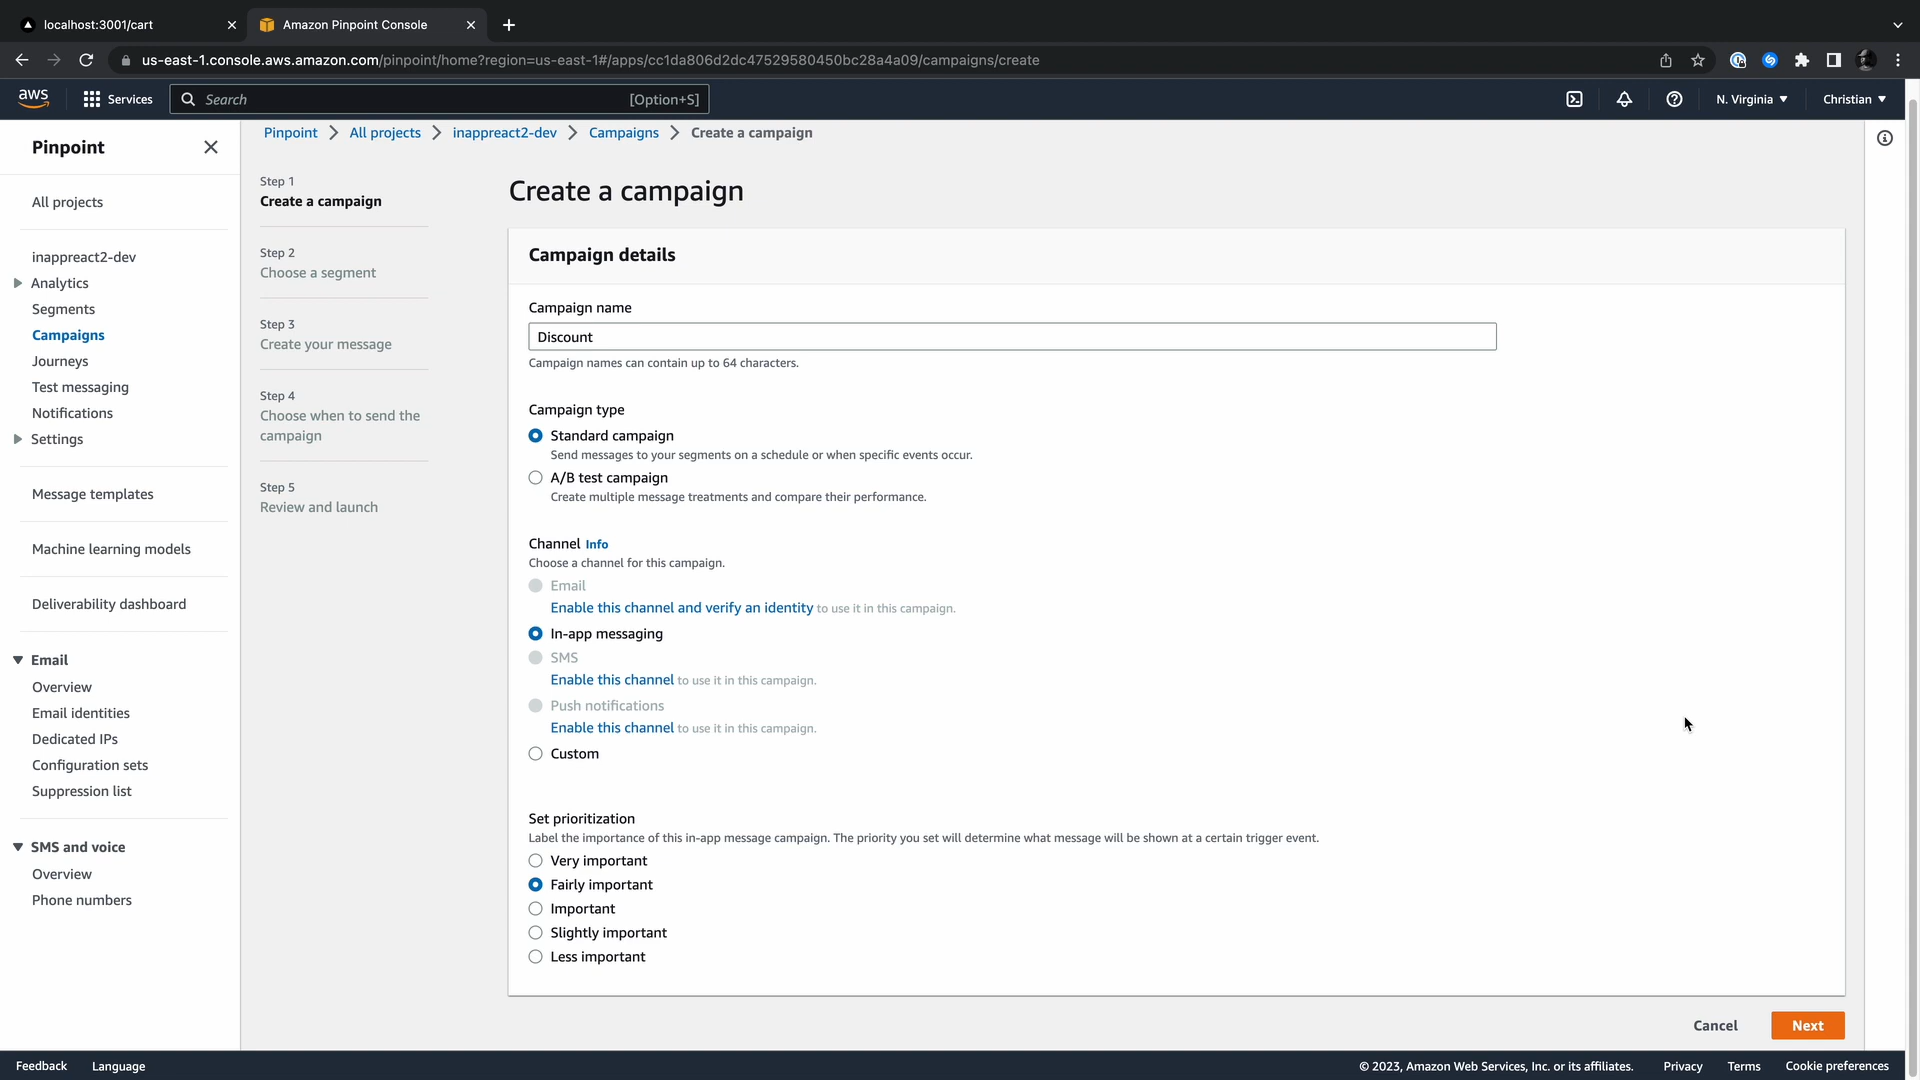 localhost:3001/cart
Amazon Pinpoint Console
us-east-1.console.aws.amazon.com/pinpoint/home?region=us-east-1#/apps/cc1da806d2dc47529580450bc28a4a09/campaigns/create
aws
Services
Search
[Option+S]
N. Virginia
Christian
Pinpoint
All projects
inappreact2-dev
Analytics
Segments
Campaigns
Journeys
Test messaging
Notifications
Settings
Message templates
Machine learning models
Deliverability dashboard
Email
Overview
Email identities
Dedicated IPs
Configuration sets
Suppression list
SMS and voice
Overview
Phone numbers
Pinpoint
All projects
inappreact2-dev
Campaigns
Create a campaign
Step 1
Create a campaign
Step 2
Choose a segment
Step 3
Create your message
Step 4
Choose when to send the
campaign
Step 5
Review and launch
Create a campaign
Campaign details
Campaign name
Discount
Campaign names can contain up to 64 characters.
Campaign type
Standard campaign
Send messages to your segments on a schedule or when specific events occur.
A/B test campaign
Create multiple message treatments and compare their performance.
Channel Info
Choose a channel for this campaign.
Email
Enable this channel and verify an identity to use it in this campaign.
In-app messaging
SMS
Enable this channel to use it in this campaign.
Push notifications
Enable this channel to use it in this campaign.
Custom
Set prioritization
Label the importance of this in-app message campaign. The priority you set will determine what message will be shown at a certain trigger event.
Very important
Fairly important
Important
Slightly important
Less important
Cancel
Next
Feedback
Language
© 2023, Amazon Web Services, Inc. or its affiliates.
Privacy
Terms
Cookie preferences